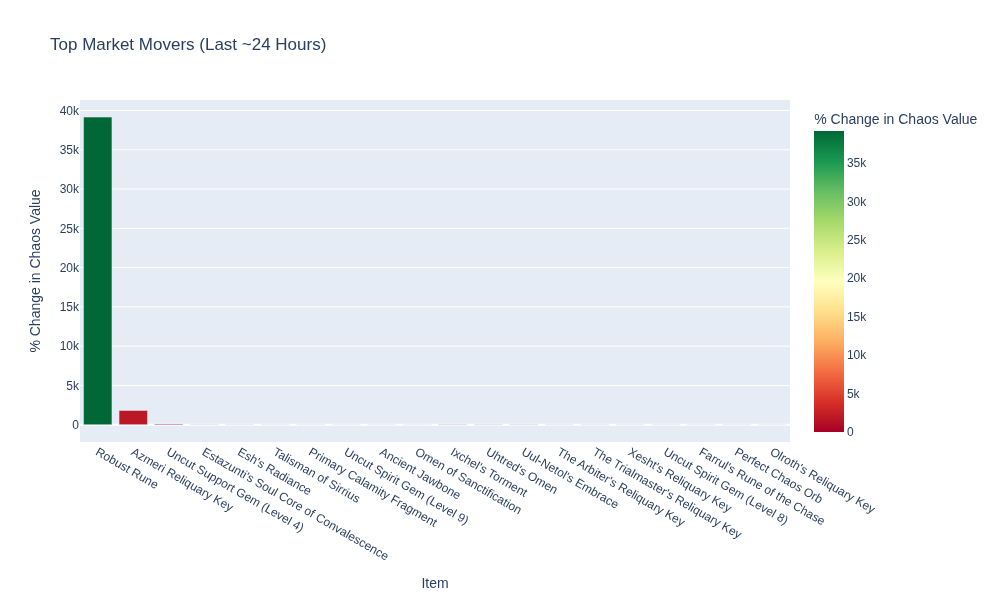 Top Market Movers (Last ~24 Hours)
% Change in Chaos Value
40k
35k
30k
25k
20k
15k
10k
5k
0
% Change in Chaos Value
35k
30k
25k
20k
15k
10k
5k
0
Robust Rune
Azmeri Reliquary Key
Uncut Support Gem (Level 4)
Estazunti's Soul Core of Convalescence
Esh's Radiance
Talisman of Sirrius
Primary Calamity Fragment
Uncut Spirit Gem (Level 9)
Ancient Jawbone
Omen of Sanctification
Ixchel's Torment
Uhtred's Omen
Uul-Netol's Embrace
The Arbiter's Reliquary Key
The Trialmaster's Reliquary Key
Xesht's Reliquary Key
Uncut Spirit Gem (Level 8)
Farrul's Rune of the Chase
Perfect Chaos Orb
Olroth's Reliquary Key
Item